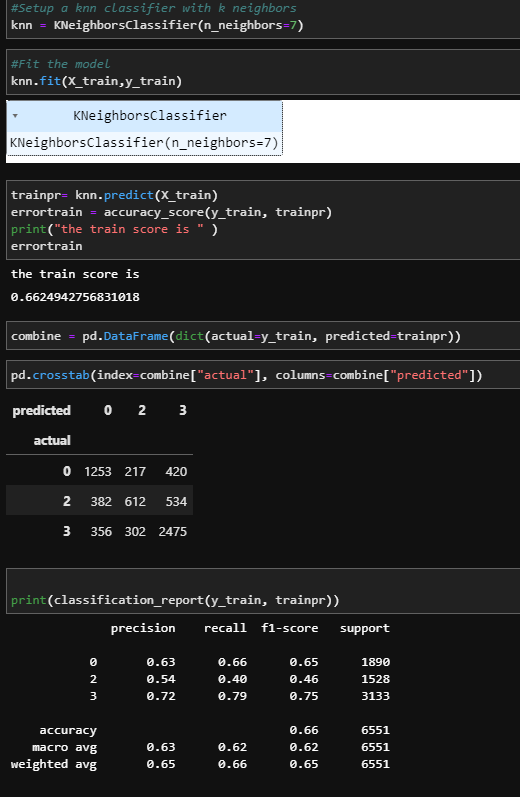 #Setup a knn classifier with k neighbors
knn = KNeighborsClassifier(n_neighbors=7)
#Fit the model
knn.fit(X_train,y_train)
▾ KNeighborsClassifier
KNeighborsClassifier(n_neighbors=7)
trainpr= knn.predict(X_train)
errortrain = accuracy_score(y_train, trainpr)
print("the train score is " )
errortrain
the train score is
0.6624942756831018
combine = pd.DataFrame(dict(actual=y_train, predicted=trainpr))
pd.crosstab(index=combine["actual"], columns=combine["predicted"])
predicted 0 2 3
actual
0 1253 217 420
2 382 612 534
3 356 302 2475
print(classification_report(y_train, trainpr))
precision recall f1-score support
0 0.63 0.66 0.65 1890
2 0.54 0.40 0.46 1528
3 0.72 0.79 0.75 3133
accuracy 0.66 6551
macro avg 0.63 0.62 0.62 6551
weighted avg 0.65 0.66 0.65 6551